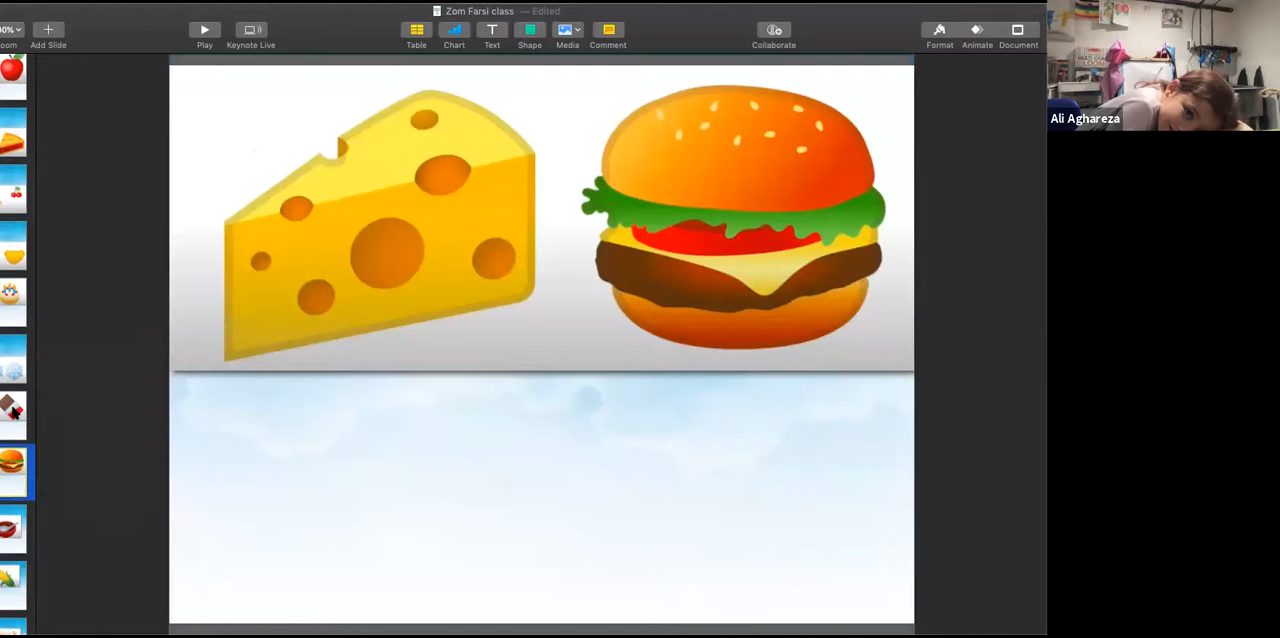 Zom Farsi class — Edited
Add Slide
Play
Keynote Live
Table
Chart
Text
Shape
Media
Comment
Collaborate
Format
Animate
Document
Ali Aghareza